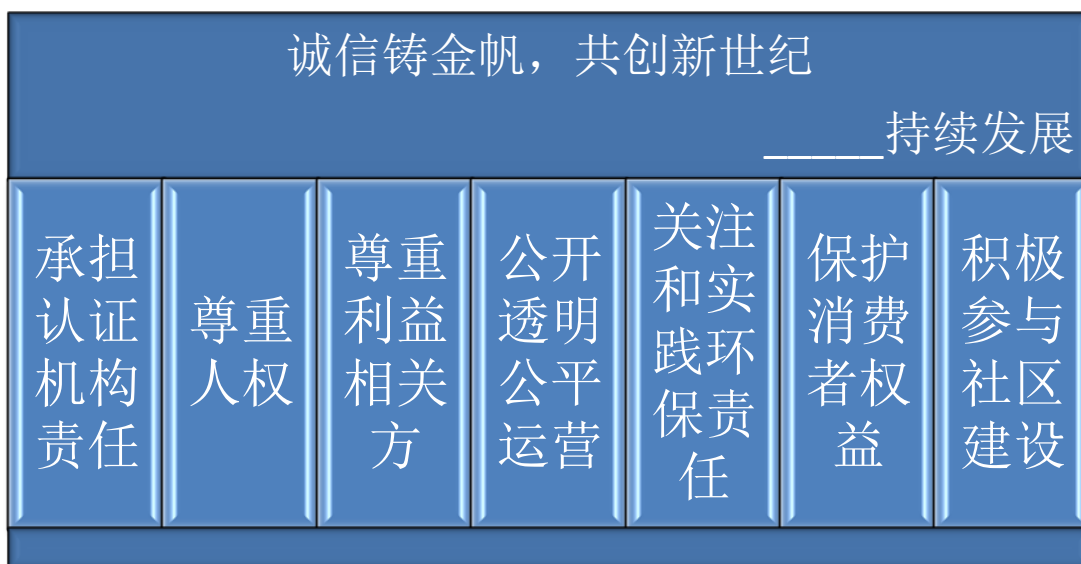 诚信铸金帆，共创新世纪
_____持续发展
承担
认证
机构
责任
尊重
人权
尊重
利益
相关
方
公开
透明
公平
运营
关注
和实
践环
保责
任
保护
消费
者权
益
积极
参与
社区
建设